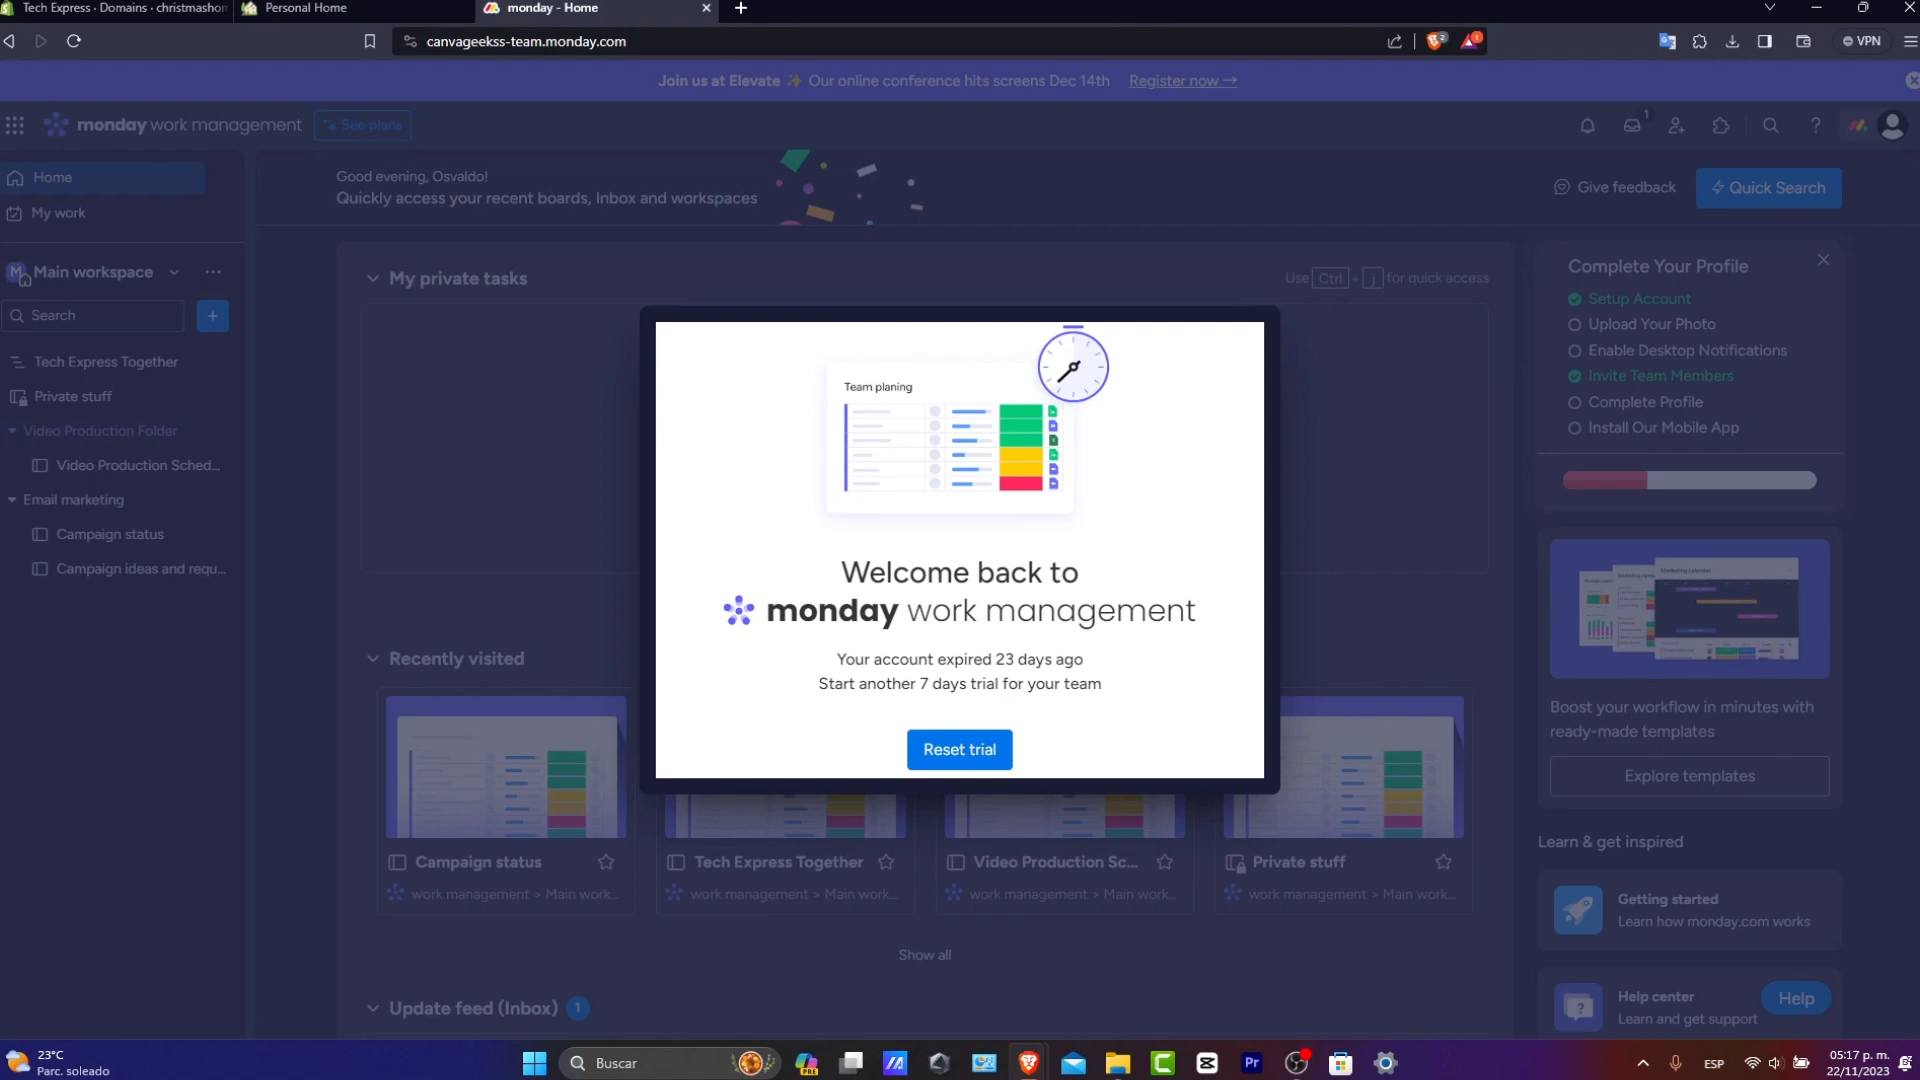 Tech Express · Domains · christmashor
Personal Home
monday - Home
canvageekss-team.monday.com
2
1
VPN
Join us at Elevate ✨ Our online conference hits screens Dec 14th Register now →
monday work management
See plans
1
Home
My work
Good evening, Osvaldo!
Quickly access your recent boards, Inbox and workspaces
Give feedback
Quick Search
M Main workspace
Search
+
Tech Express Together
Private stuff
Video Production Folder
Video Production Sched...
Email marketing
Campaign status
Campaign ideas and requ...
My private tasks
Use Ctrl + j for quick access
Complete Your Profile
Setup Account
Upload Your Photo
Enable Desktop Notifications
Invite Team Members
Complete Profile
Install Our Mobile App
Team planing
Welcome back to
monday work management
Your account expired 23 days ago
Start another 7 days trial for your team
Reset trial
Boost your workflow in minutes with
ready-made templates
Explore templates
Recently visited
Campaign status
work management > Main work...
Tech Express Together
work management > Main work...
Video Production Sc...
work management > Main work...
Private stuff
work management > Main work...
Show all
Learn & get inspired
Getting started
Learn how monday.com works
Help center
Learn and get support
Help
Update feed (Inbox) 1
23°C
Parc. soleado
Buscar
PRE
Pr
ESP
05:17 p. m.
22/11/2023